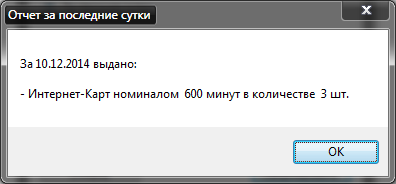 Отчет за последние сутки
За 10.12.2014 выдано:
- Интернет-Карт номиналом 600 минут в количестве 3 шт.
OK